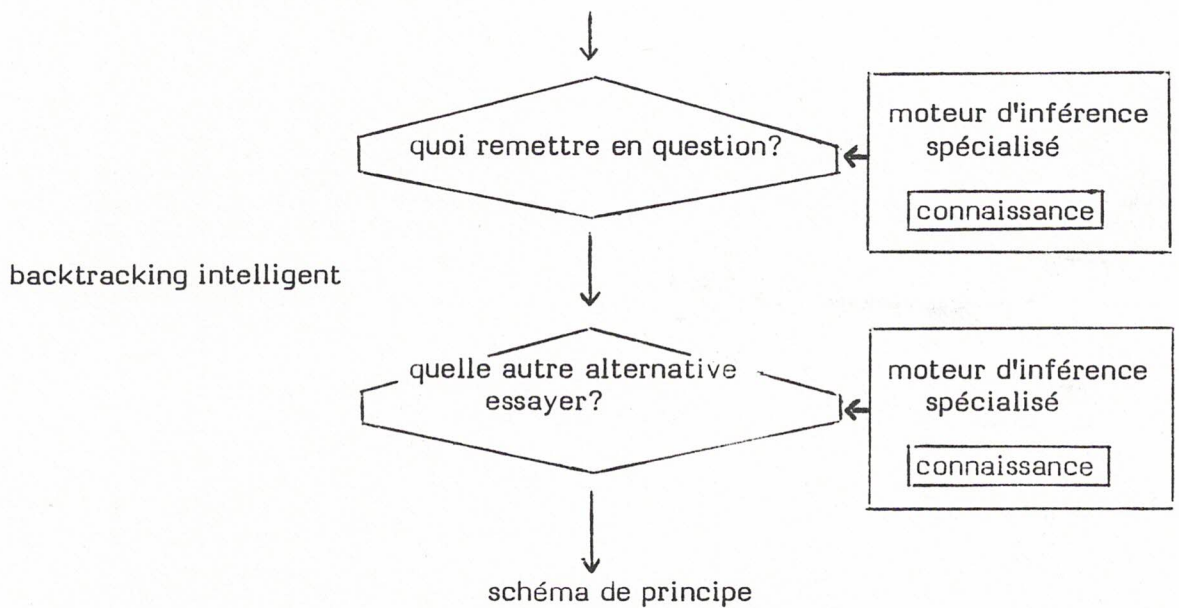 quoi remettre en question?
moteur d'inférence
spécialisé
connaissance
backtracking intelligent
quelle autre alternative
essayer?
moteur d'inférence
spécialisé
connaissance
schéma de principe